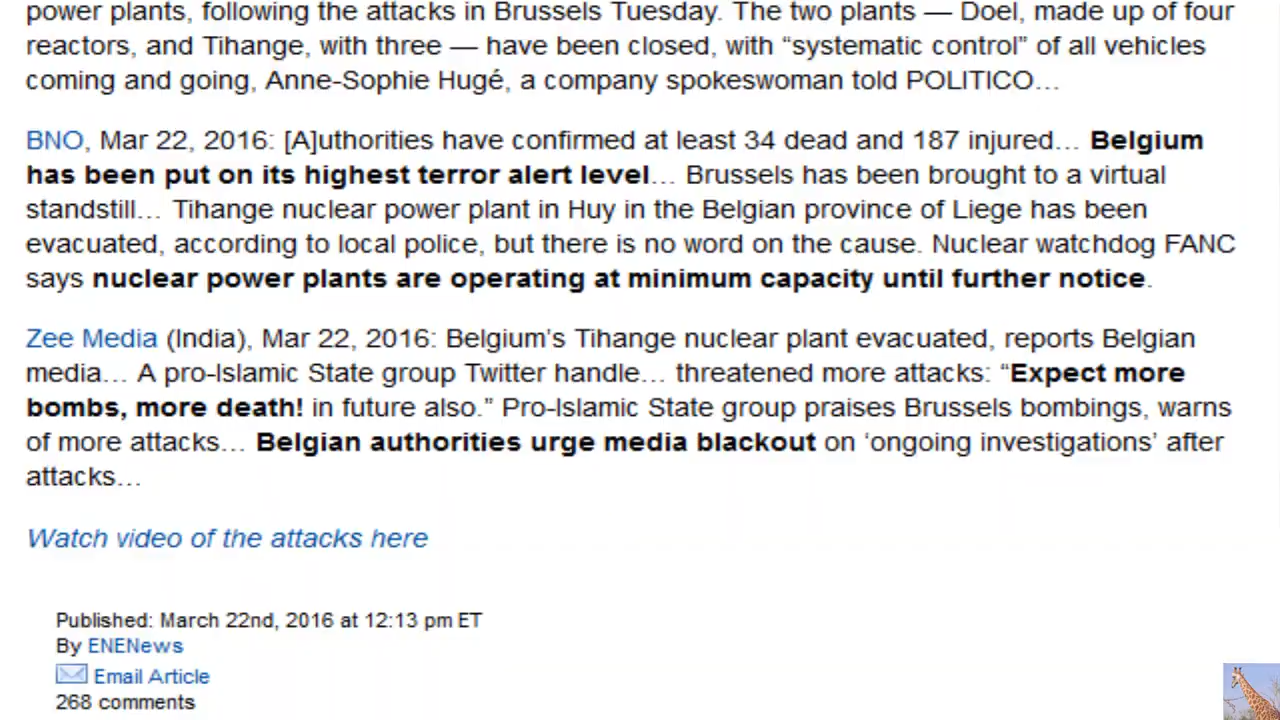 power plants, following the attacks in Brussels Tuesday. The two plants — Doel, made up of four
reactors, and Tihange, with three — have been closed, with “systematic control” of all vehicles
coming and going, Anne-Sophie Hugé, a company spokeswoman told POLITICO…
BNO, Mar 22, 2016: [A]uthorities have confirmed at least 34 dead and 187 injured… Belgium
has been put on its highest terror alert level… Brussels has been brought to a virtual
standstill… Tihange nuclear power plant in Huy in the Belgian province of Liege has been
evacuated, according to local police, but there is no word on the cause. Nuclear watchdog FANC
says nuclear power plants are operating at minimum capacity until further notice.
Zee Media (India), Mar 22, 2016: Belgium’s Tihange nuclear plant evacuated, reports Belgian
media… A pro-Islamic State group Twitter handle… threatened more attacks: “Expect more
bombs, more death! in future also.” Pro-Islamic State group praises Brussels bombings, warns
of more attacks… Belgian authorities urge media blackout on ‘ongoing investigations’ after
attacks…
Watch video of the attacks here
Published: March 22nd, 2016 at 12:13 pm ET
By ENENews
Email Article
268 comments